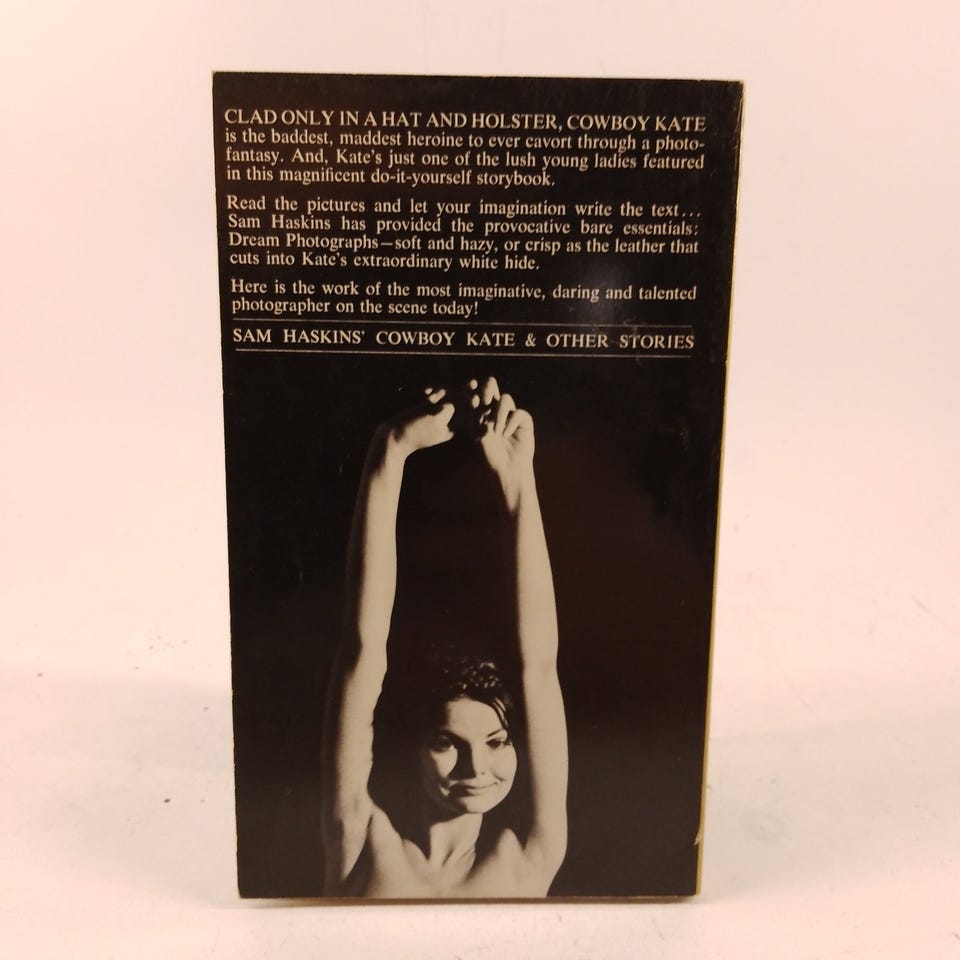 CLAD ONLY IN A HAT AND HOLSTER, COWBOY KATE
is the baddest, maddest heroine to ever cavort through a photo-
fantasy. And, Kate's just one of the lush young ladies featured
in this magnificent do-it-yourself storybook.
Read the pictures and let your imagination write the text...
Sam Haskins has provided the provocative bare essentials:
Dream Photographs—soft and hazy, or crisp as the leather that
cuts into Kate's extraordinary white hide.
Here is the work of the most imaginative, daring and talented
photographer on the scene today!
SAM HASKINS' COWBOY KATE & OTHER STORIES